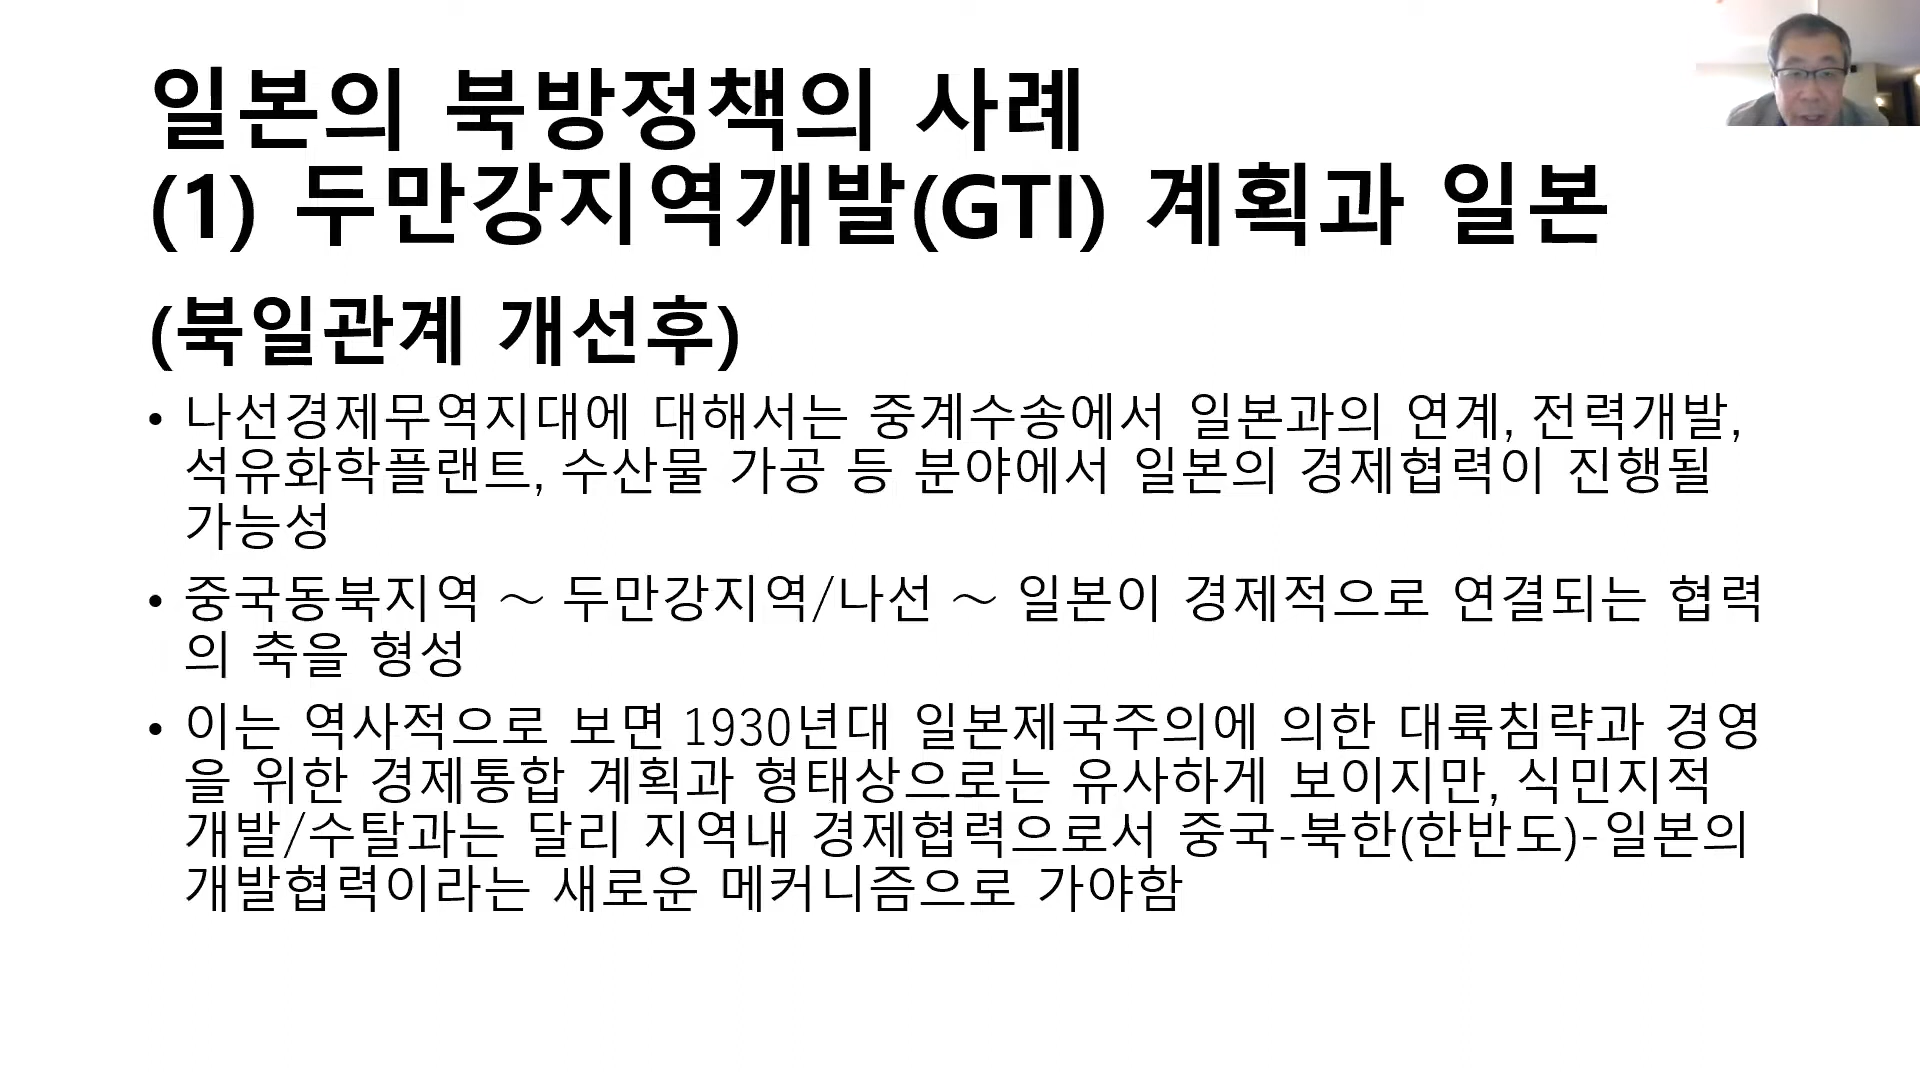 일본의 북방정책의 사례
(1) 두만강지역개발(GTI) 계획과 일본
(북일관계 개선후)
• 나선경제무역지대에 대해서는 중계수송에서 일본과의 연계, 전력개발,
석유화학플랜트, 수산물 가공 등 분야에서 일본의 경제협력이 진행될
가능성
• 중국동북지역 ～ 두만강지역/나선 ～ 일본이 경제적으로 연결되는 협력
의 축을 형성
• 이는 역사적으로 보면 1930년대 일본제국주의에 의한 대륙침략과 경영
을 위한 경제통합 계획과 형태상으로는 유사하게 보이지만, 식민지적
개발/수탈과는 달리 지역내 경제협력으로서 중국-북한(한반도)-일본의
개발협력이라는 새로운 메커니즘으로 가야함